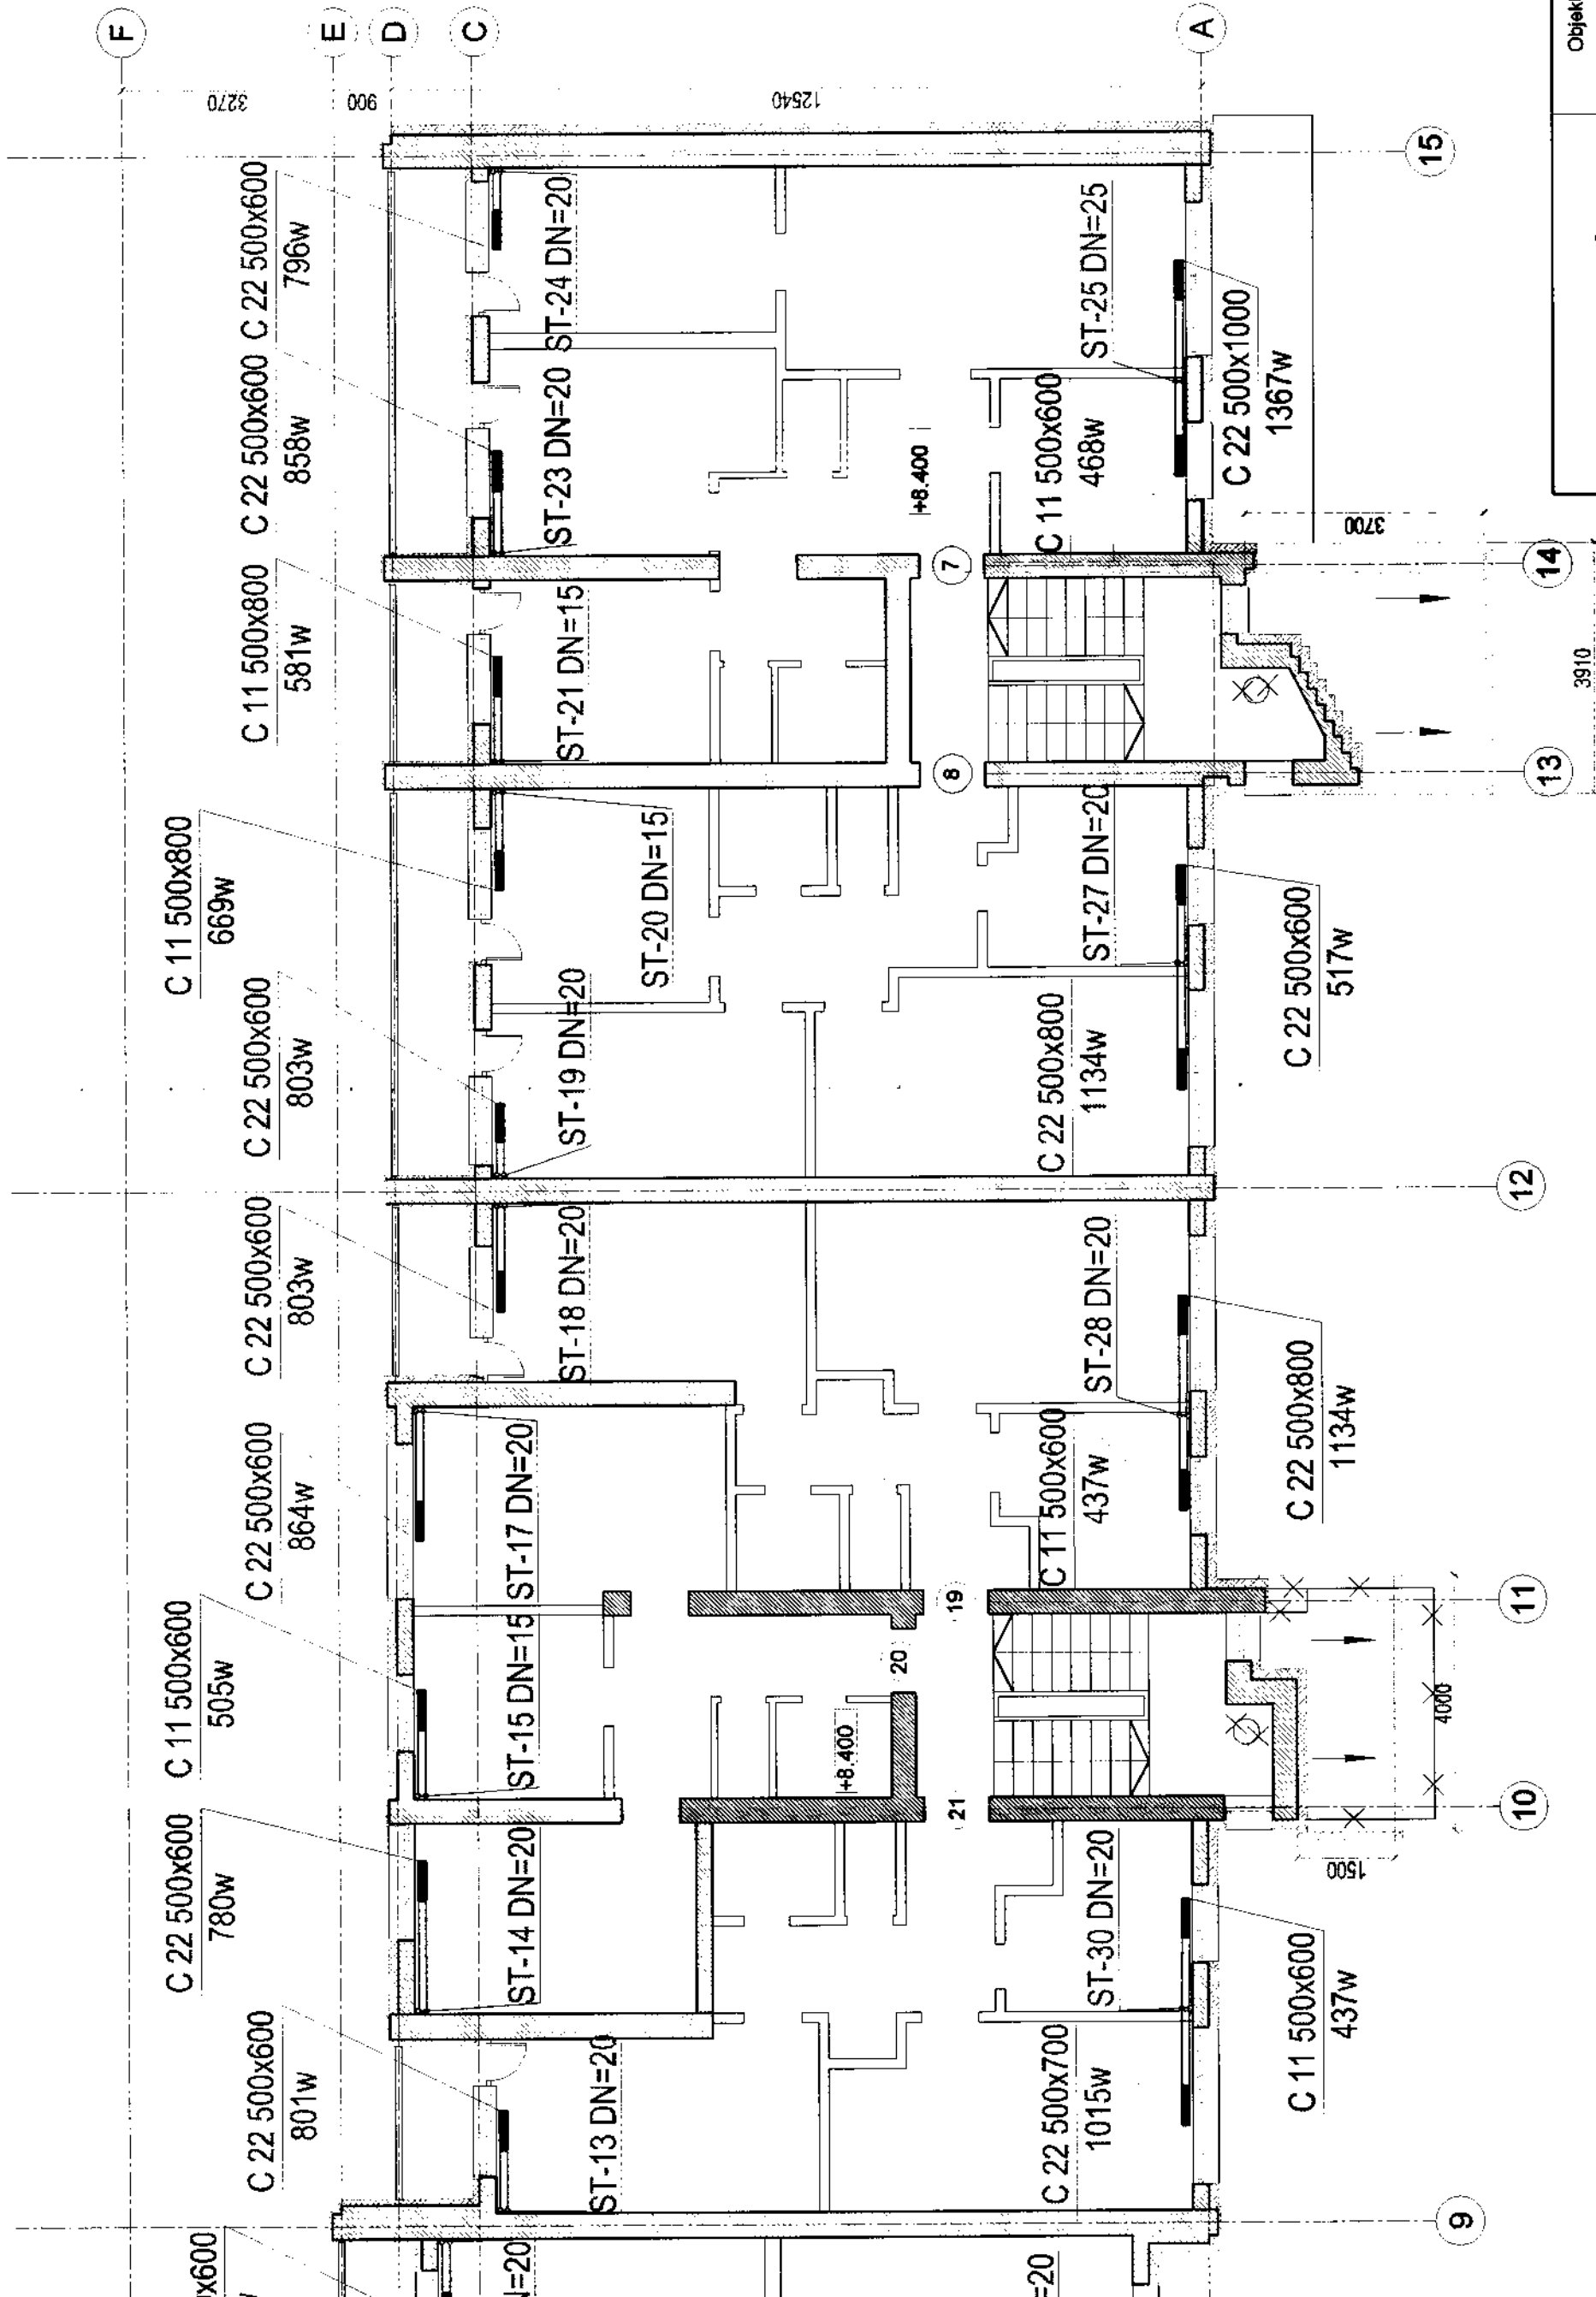 F
E
D
C
A
3270
900
12540
15
14
13
12
11
10
9
C 22 500x600
796w
C 22 500x600
858w
C 11 500x800
581w
C 11 500x800
669w
C 22 500x600
803w
C 22 500x600
803w
C 22 500x600
864w
C 11 500x600
505w
C 22 500x600
780w
C 22 500x600
801w
x600
ST-24 DN=20
ST-23 DN=20
ST-21 DN=15
ST-20 DN=15
ST-19 DN=20
ST-18 DN=20
ST-17 DN=20
ST-15 DN=15
ST-14 DN=20
ST-13 DN=20
=20
+8.400
7
8
19
20
21
+8.400
ST-25 DN=25
C 11 500x600
468w
C 22 500x1000
1367w
ST-27 DN=20
C 22 500x600
517w
C 22 500x800
1134w
ST-28 DN=20
C 22 500x800
1134w
C 11 500x600
437w
ST-30 DN=20
C 11 500x600
437w
C 22 500x700
1015w
=20
3700
3910
4000
1500
Objek